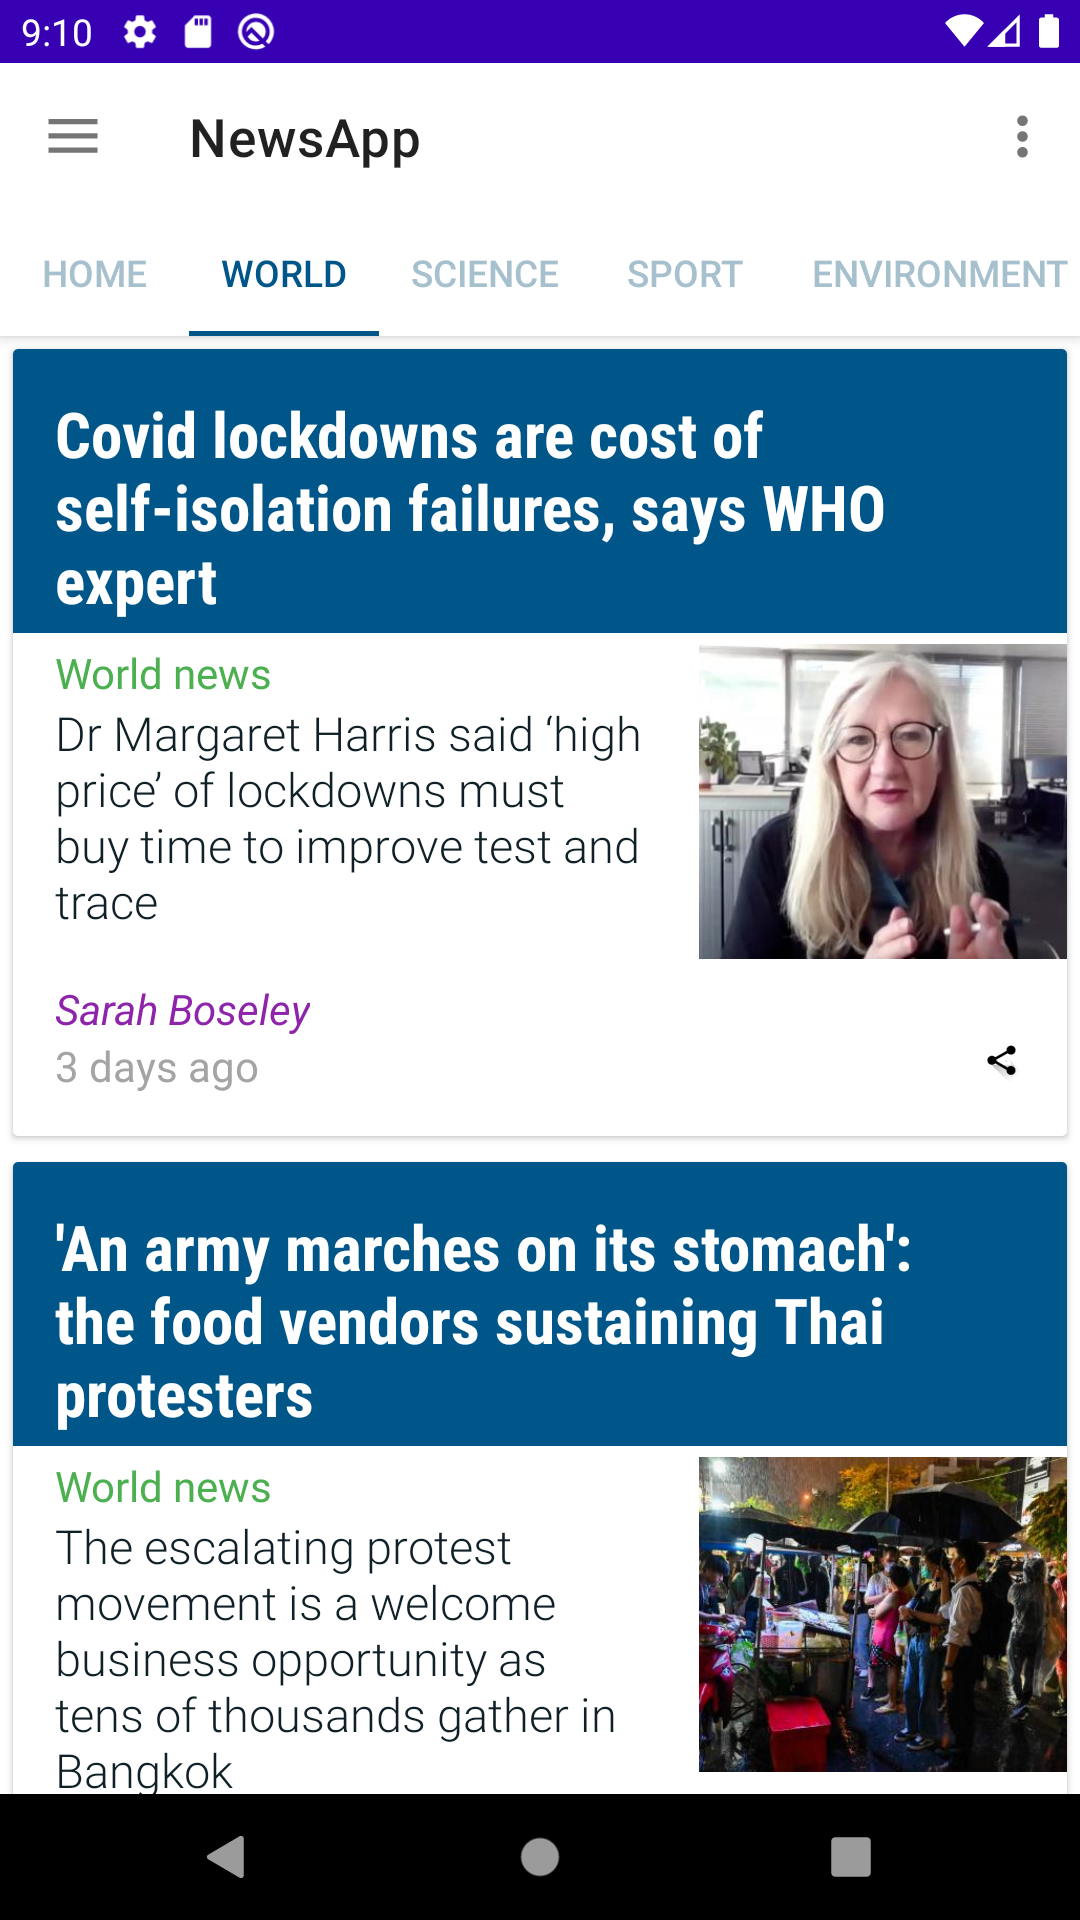 9:10
NewsApp
HOME WORLD SCIENCE SPORT ENVIRONMENT
Covid lockdowns are cost of
self-isolation failures, says WHO
expert
World news
Dr Margaret Harris said ‘high
price’ of lockdowns must
buy time to improve test and
trace
Sarah Boseley
3 days ago
'An army marches on its stomach':
the food vendors sustaining Thai
protesters
World news
The escalating protest
movement is a welcome
business opportunity as
tens of thousands gather in
Bangkok